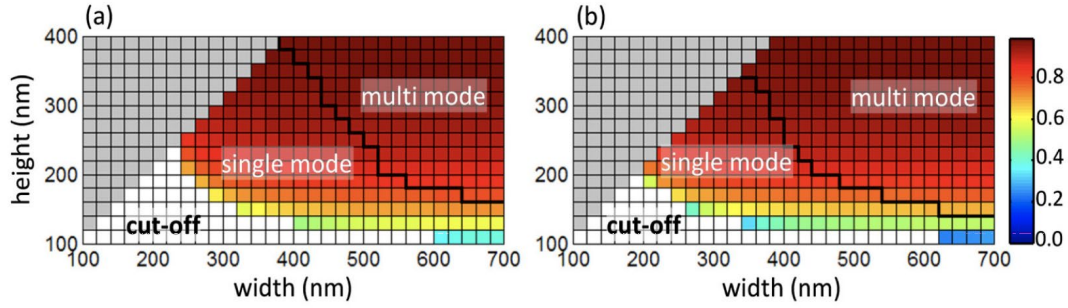 (a)
(b)
height (nm)
400
300
200
100
multi mode
single mode
cut-off
100 200 300 400 500 600 700
width (nm)
400
300
200
100
multi mode
single mode
cut-off
100 200 300 400 500 600 700
width (nm)
0.8
0.6
0.4
0.2
0.0